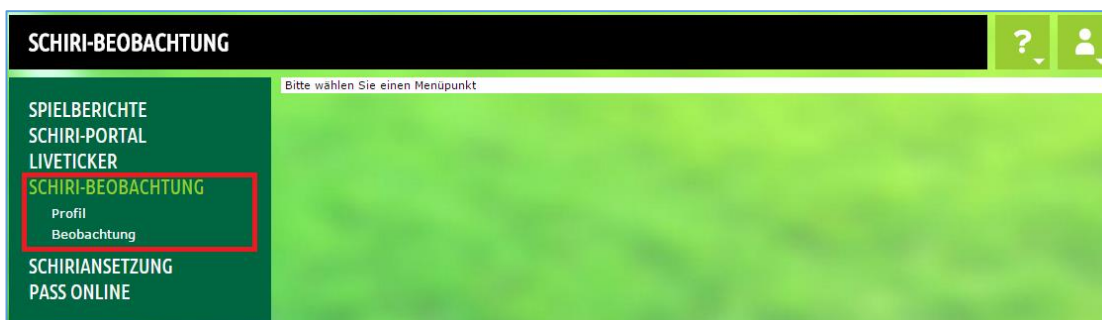 SCHIRI-BEOBACHTUNG
?
Bitte wählen Sie einen Menüpunkt
SPIELBERICHTE
SCHIRI-PORTAL
LIVETICKER
SCHIRI-BEOBACHTUNG
Profil
Beobachtung
SCHIRIANSETZUNG
PASS ONLINE